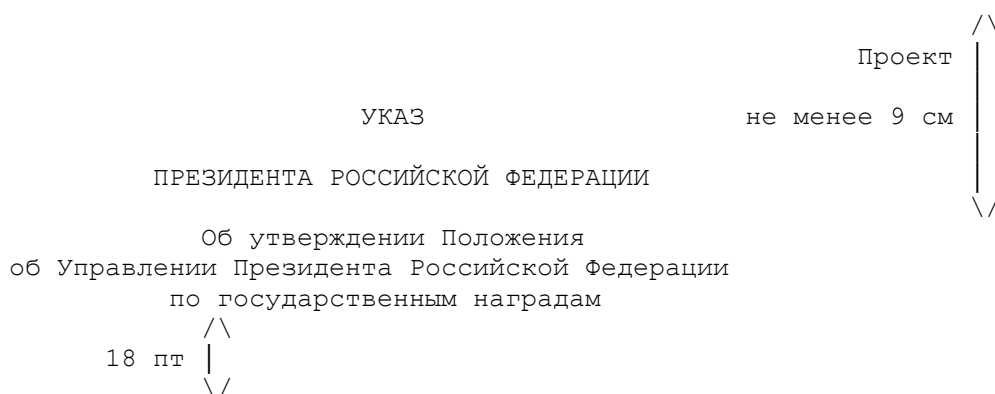 Проект
УКАЗ не менее 9 см
ПРЕЗИДЕНТА РОССИЙСКОЙ ФЕДЕРАЦИИ
Об утверждении Положения
об Управлении Президента Российской Федерации
по государственным наградам
18 пт